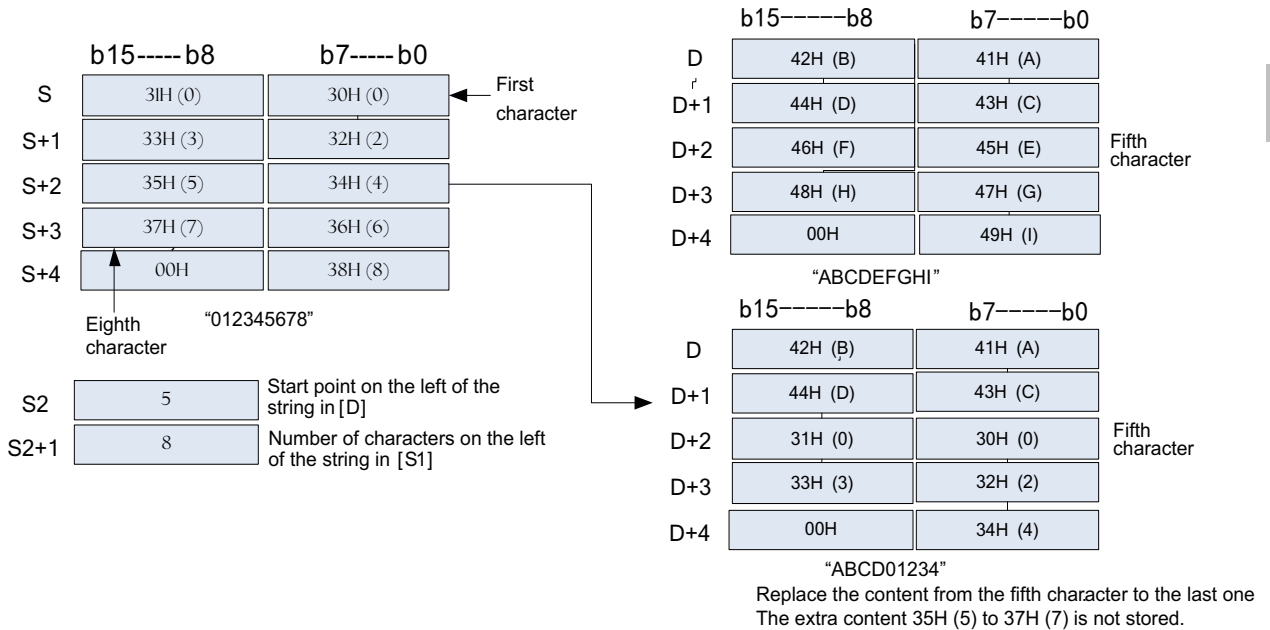 b15-----b8 b7-----b0
S 31H (0) 30H (0) First
character
S+1 33H (3) 32H (2)
S+2 35H (5) 34H (4)
S+3 37H (7) 36H (6)
S+4 00H 38H (8)
Eighth
character
“012345678”
S2 5 Start point on the left of the
string in [D]
S2+1 8 Number of characters on the left
of the string in [S1]
b15-----b8 b7-----b0
D 42H (B) 41H (A)
D+1 44H (D) 43H (C)
D+2 46H (F) 45H (E) Fifth
character
D+3 48H (H) 47H (G)
D+4 00H 49H (I)
“ABCDEFGHI”
b15-----b8 b7-----b0
D 42H (B) 41H (A)
D+1 44H (D) 43H (C)
D+2 31H (0) 30H (0) Fifth
character
D+3 33H (3) 32H (2)
D+4 00H 34H (4)
“ABCD01234”
Replace the content from the fifth character to the last one
The extra content 35H (5) to 37H (7) is not stored.